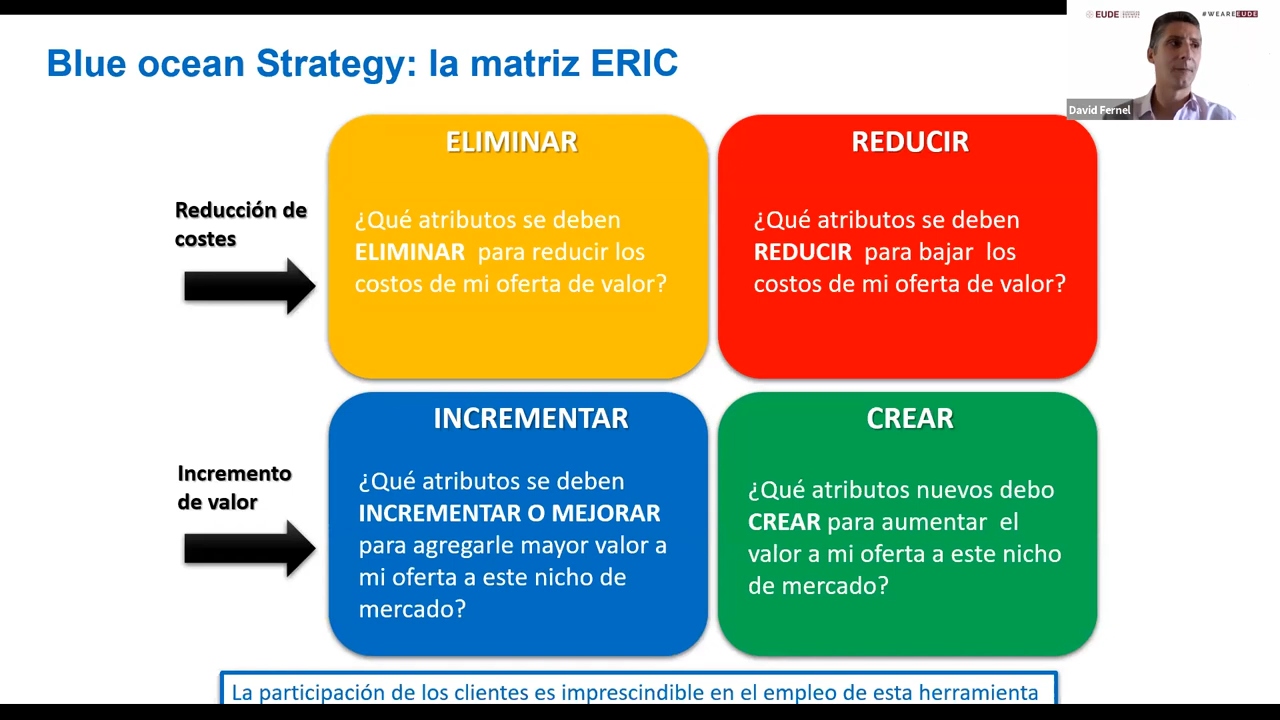 Blue ocean Strategy: la matriz ERIC
EUDE
#WEAREEUDE
David Fernel
Reducción de
costes
ELIMINAR
¿Qué atributos se deben
ELIMINAR para reducir los
costos de mi oferta de valor?
REDUCIR
¿Qué atributos se deben
REDUCIR para bajar los
costos de mi oferta de valor?
Incremento
de valor
INCREMENTAR
¿Qué atributos se deben
INCREMENTAR O MEJORAR
para agregarle mayor valor a
mi oferta a este nicho de
mercado?
CREAR
¿Qué atributos nuevos debo
CREAR para aumentar el
valor a mi oferta a este nicho
de mercado?
La participación de los clientes es imprescindible en el empleo de esta herramienta